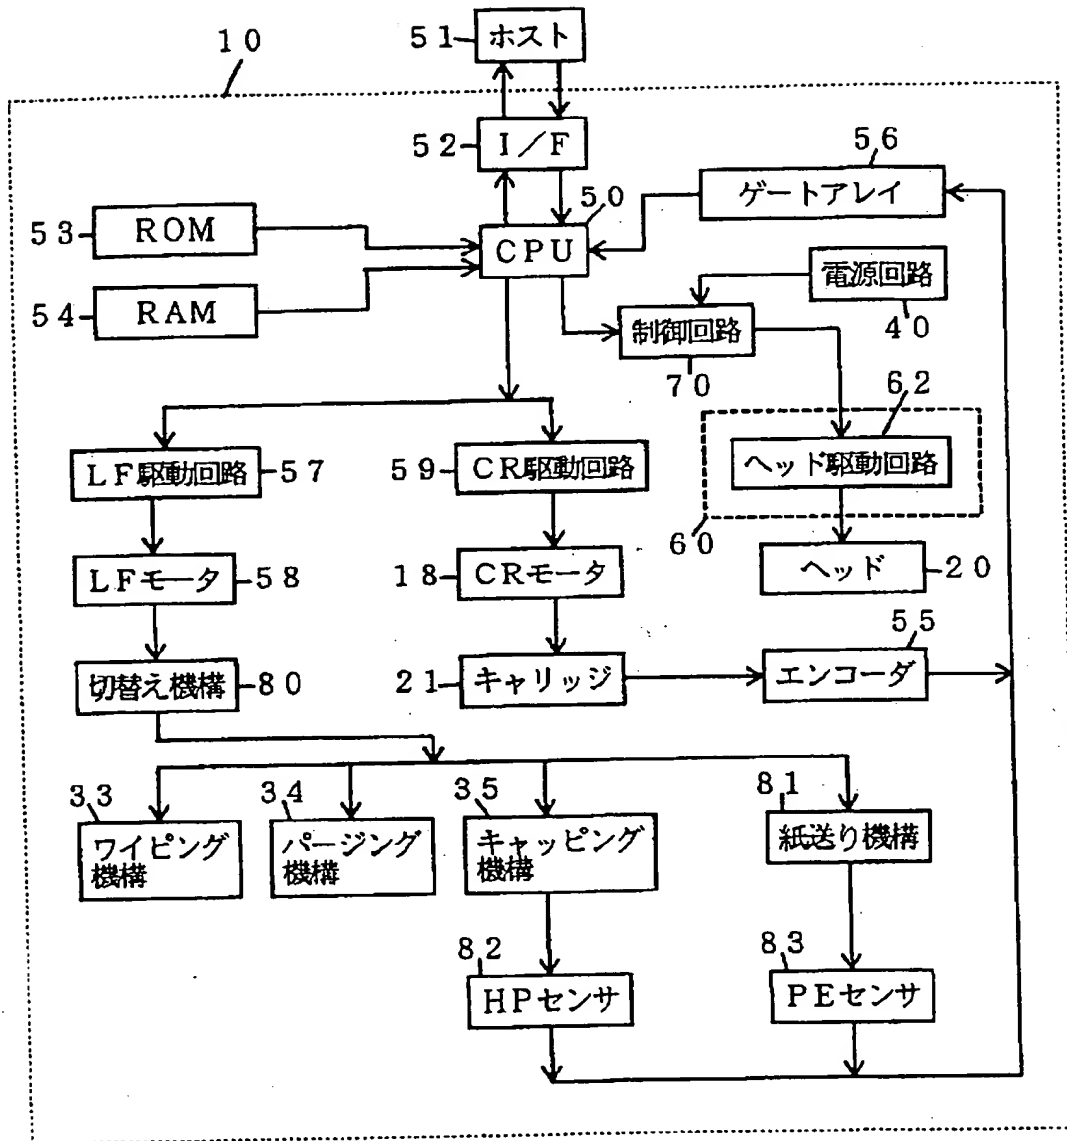 10
51 ホスト
52 I/F
56
ゲートアレイ
50
CPU
53 ROM
54 RAM
電源回路
40
制御回路
70
62
ヘッド駆動回路
60
LF駆動回路 57
59 CR駆動回路
LFモータ 58
18 CRモータ
ヘッド 20
55
切替え機構 80
21 キャリッジ
エンコーダ
33
ワイピング
機構
34
パージング
機構
35
キャッピング
機構
81
紙送り機構
82
HPセンサ
83
PEセンサ